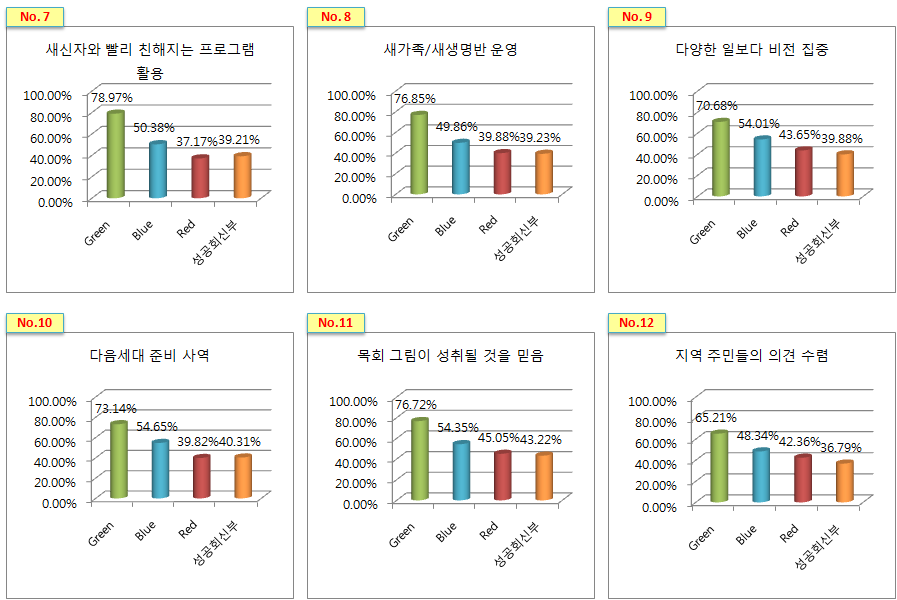 No. 7
새신자와 빨리 친해지는 프로그램
활용
100.00%
80.00%
60.00%
40.00%
20.00%
0.00%
78.97%
50.38%
37.17%
39.21%
Green
Blue
Red
성공회신부
No. 8
새가족/새생명반 운영
100.00%
80.00%
60.00%
40.00%
20.00%
0.00%
76.85%
49.86%
39.88%
39.23%
Green
Blue
Red
성공회신부
No. 9
다양한 일보다 비전 집중
100.00%
80.00%
60.00%
40.00%
20.00%
0.00%
70.68%
54.01%
43.65%
39.88%
Green
Blue
Red
성공회신부
No.10
다음세대 준비 사역
100.00%
80.00%
60.00%
40.00%
20.00%
0.00%
73.14%
54.65%
39.82%
40.31%
Green
Blue
Red
성공회신부
No.11
목회 그림이 성취될 것을 믿음
100.00%
80.00%
60.00%
40.00%
20.00%
0.00%
76.72%
54.35%
45.05%
43.22%
Green
Blue
Red
성공회신부
No.12
지역 주민들의 의견 수렴
100.00%
80.00%
60.00%
40.00%
20.00%
0.00%
65.21%
48.34%
42.36%
36.79%
Green
Blue
Red
성공회신부